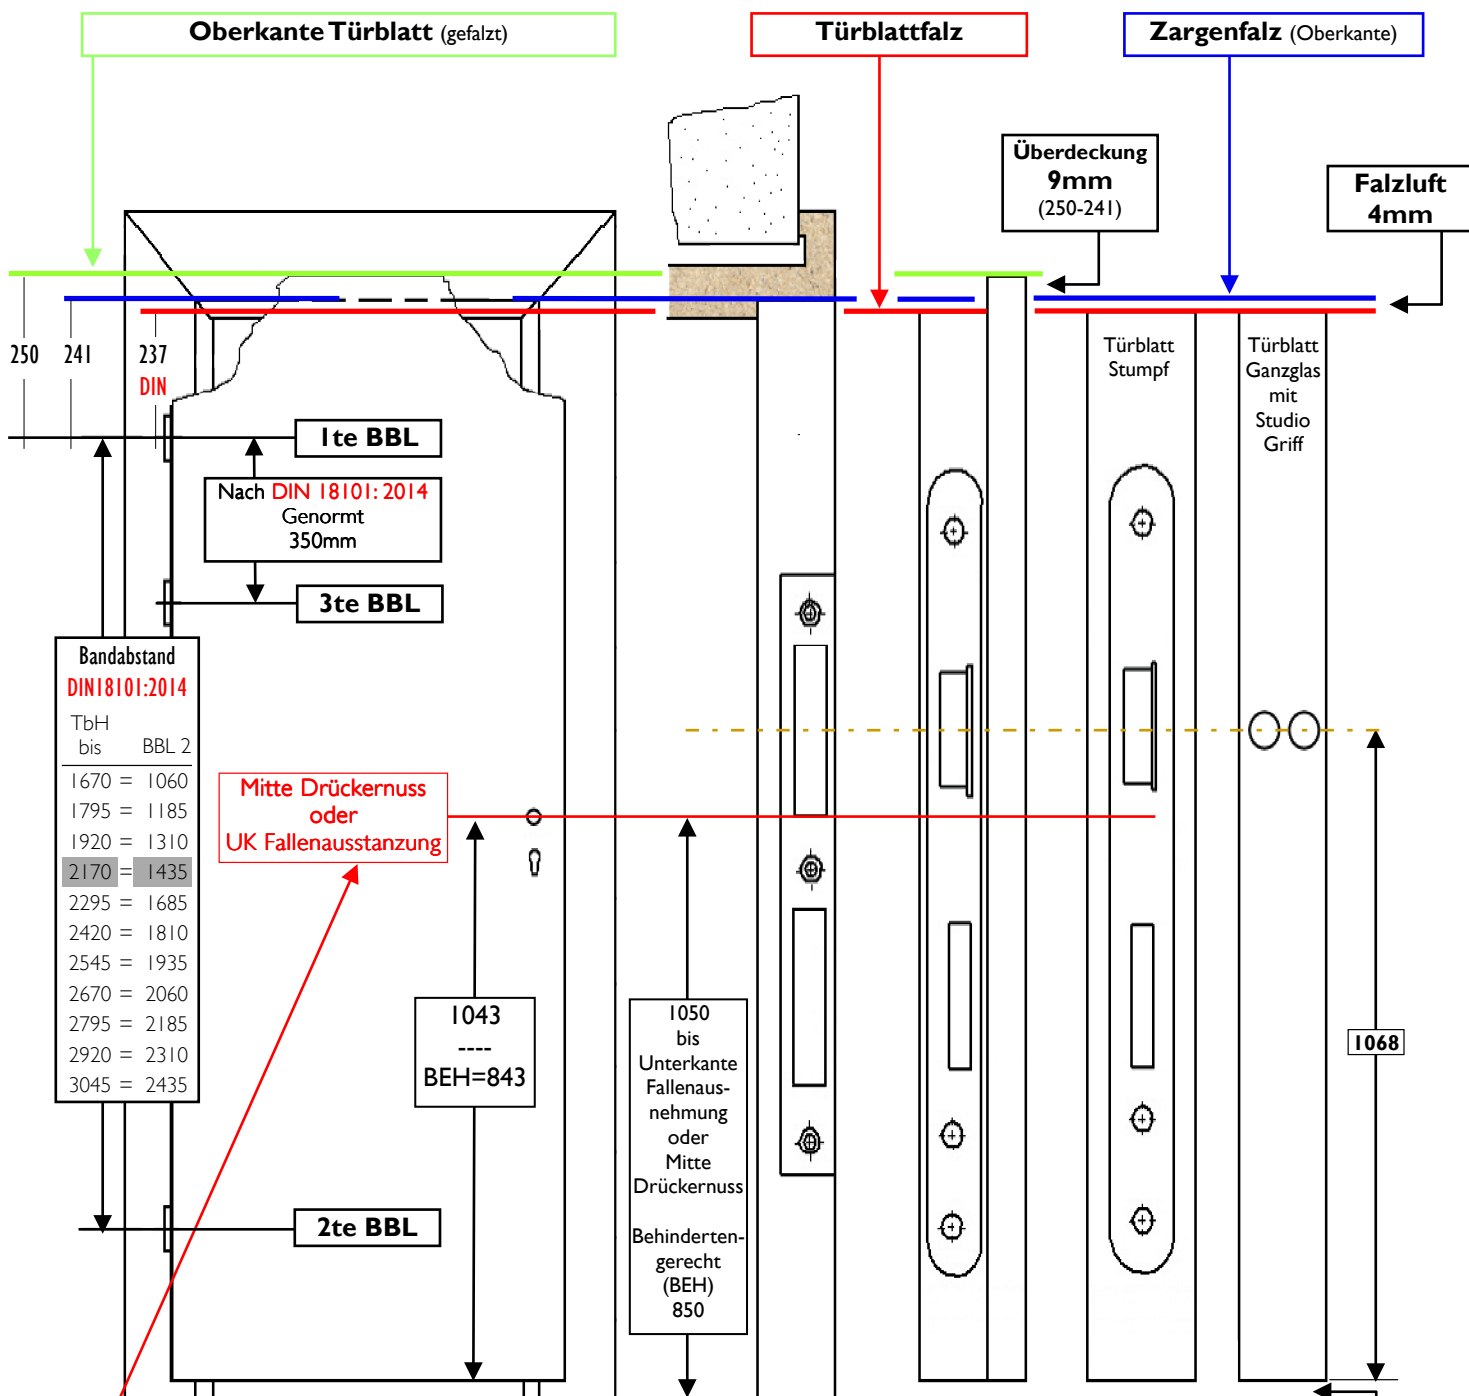 Oberkante Türblatt (gefalzt)
Türblattfalz
Zargenfalz (Oberkante)
Überdeckung
9mm
(250-241)
Falzluft
4mm
250
241
237
DIN
Türblatt
Stumpf
Türblatt
Ganzglas
mit
Studio
Griff
1te BBL
Nach DIN 18101: 2014
Genormt
350mm
3te BBL
Bandabstand
DIN18101:2014
TbH
bis BBL 2
1670 = 1060
1795 = 1185
1920 = 1310
2170 = 1435
2295 = 1685
2420 = 1810
2545 = 1935
2670 = 2060
2795 = 2185
2920 = 2310
3045 = 2435
Mitte Drückernuss
oder
UK Fallenausstanzung
1043
----
BEH=843
1050
bis
Unterkante
Fallenaus-
nehmung
oder
Mitte
Drückernuss
Behinderten-
gerecht
(BEH)
850
1068
2te BBL